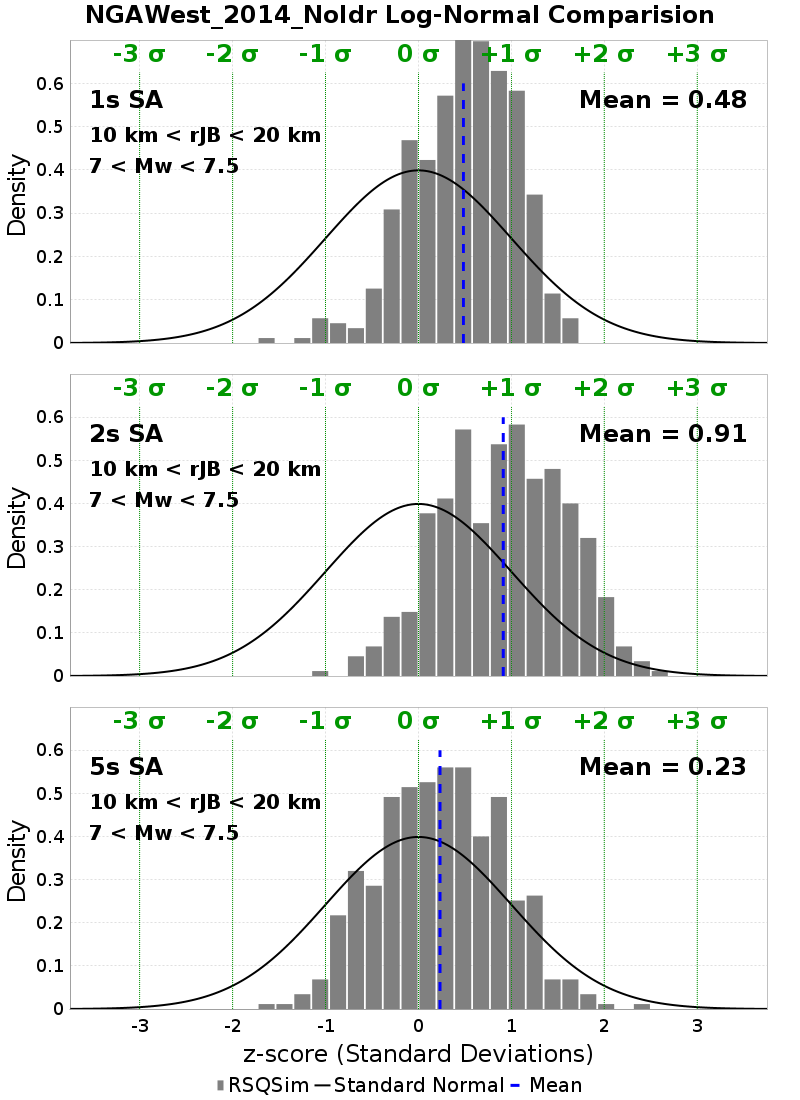 NGAWest_2014_NoIdr Log-Normal Comparision
-3 σ -2 σ -1 σ 0 σ +1 σ +2 σ +3 σ
1s SA Mean = 0.48
10 km < rJB < 20 km
7 < Mw < 7.5
Density
0.6
0.5
0.4
0.3
0.2
0.1
0
-3 σ -2 σ -1 σ 0 σ +1 σ +2 σ +3 σ
2s SA Mean = 0.91
10 km < rJB < 20 km
7 < Mw < 7.5
Density
0.6
0.5
0.4
0.3
0.2
0.1
0
-3 σ -2 σ -1 σ 0 σ +1 σ +2 σ +3 σ
5s SA Mean = 0.23
10 km < rJB < 20 km
7 < Mw < 7.5
Density
0.6
0.5
0.4
0.3
0.2
0.1
0
-3 -2 -1 0 1 2 3
z-score (Standard Deviations)
RSQSim Standard Normal Mean